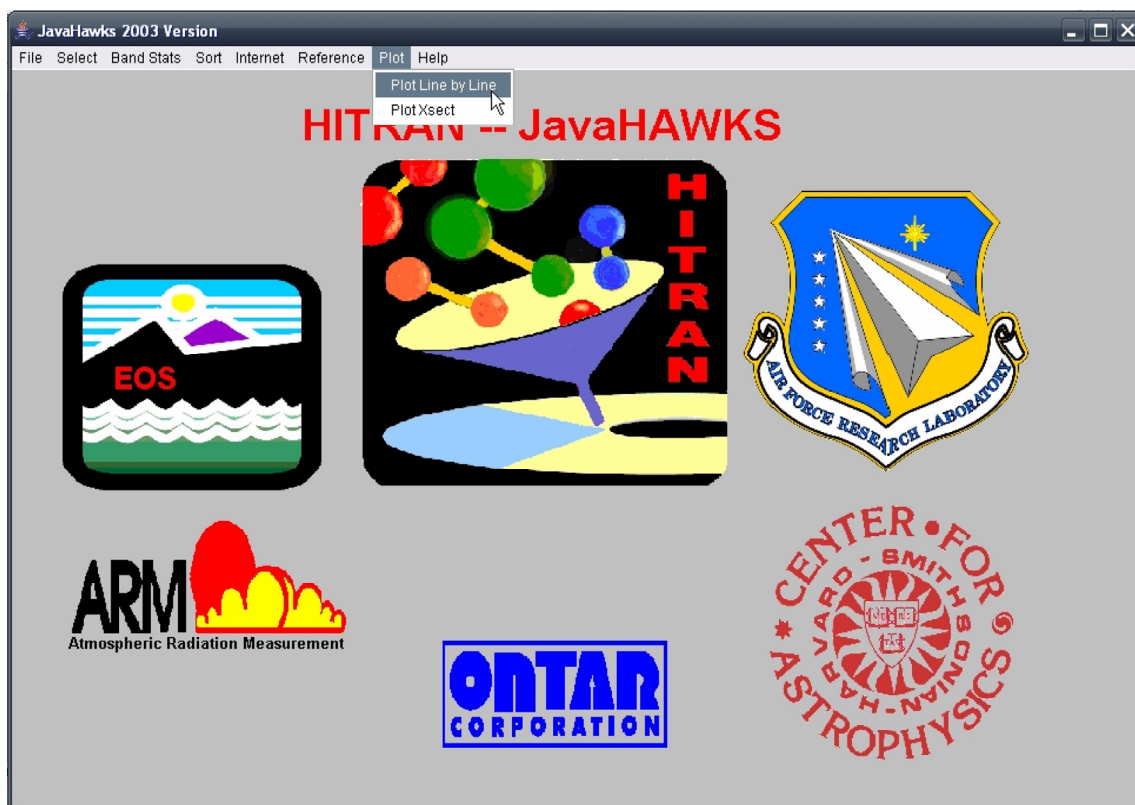 JavaHawks 2003 Version
File Select Band Stats Sort Internet Reference Plot Help
Plot Line by Line
Plot Xsect
HITRAN -- JavaHAWKS
HITRAN
EOS
AIR FORCE RESEARCH LABORATORY
ARM
Atmospheric Radiation Measurement
ONTAR
CORPORATION
CENTER • FOR
ASTROPHYSICS
HARVARD - SMITHSONIAN